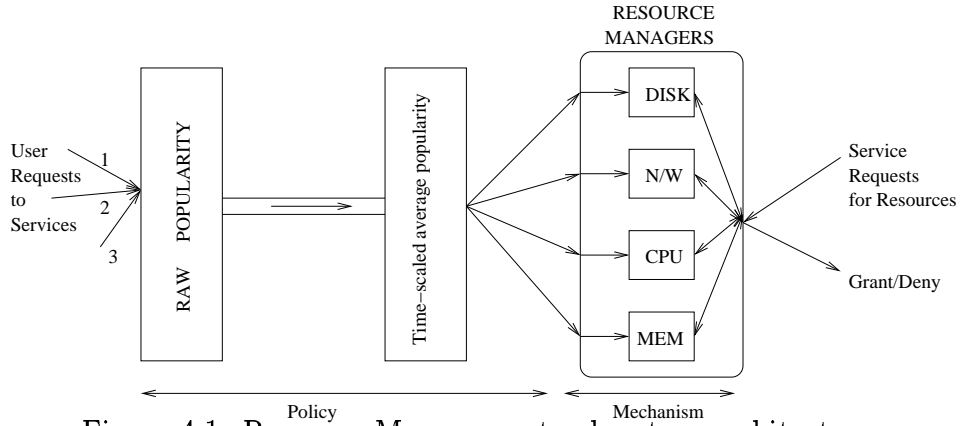 RESOURCE
MANAGERS
User
Requests
to
Services
1
2
3
RAW POPULARITY
Time-scaled average popularity
DISK
N/W
CPU
MEM
Service
Requests
for Resources
Grant/Deny
Policy
Mechanism